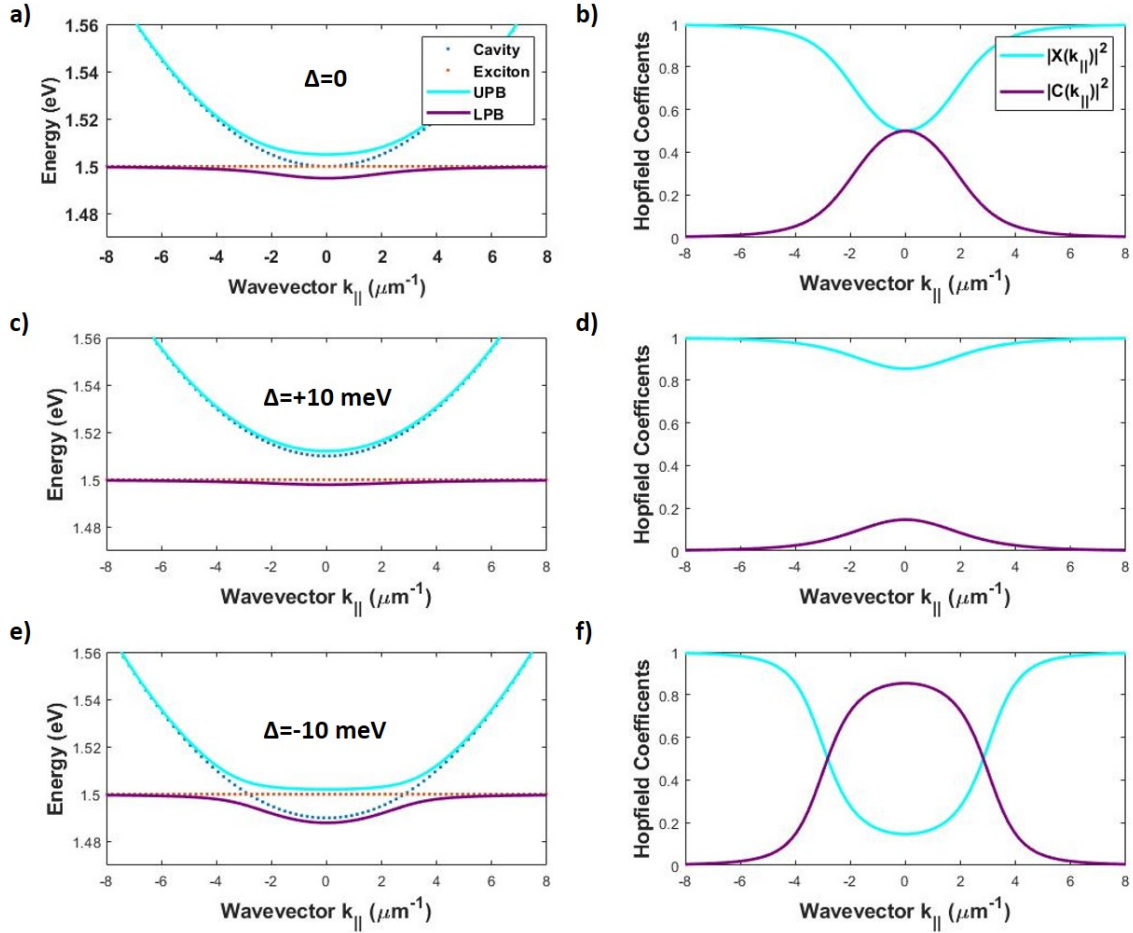 a)
1.56
1.54
1.52
1.5
1.48
Energy (eV)
Δ=0
Cavity
Exciton
UPB
LPB
-8 -6 -4 -2 0 2 4 6 8
Wavevector k|| (μm-1)
b)
1
0.8
0.6
0.4
0.2
0
Hopfield Coefficents
|X(k||)|2
|C(k||)|2
-8 -6 -4 -2 0 2 4 6 8
Wavevector k|| (μm-1)
c)
1.56
1.54
1.52
1.5
1.48
Energy (eV)
Δ=+10 meV
-8 -6 -4 -2 0 2 4 6 8
Wavevector k|| (μm-1)
d)
1
0.8
0.6
0.4
0.2
0
Hopfield Coefficents
-8 -6 -4 -2 0 2 4 6 8
Wavevector k|| (μm-1)
e)
1.56
1.54
1.52
1.5
1.48
Energy (eV)
Δ=-10 meV
-8 -6 -4 -2 0 2 4 6 8
Wavevector k|| (μm-1)
f)
1
0.8
0.6
0.4
0.2
0
Hopfield Coefficents
-8 -6 -4 -2 0 2 4 6 8
Wavevector k|| (μm-1)